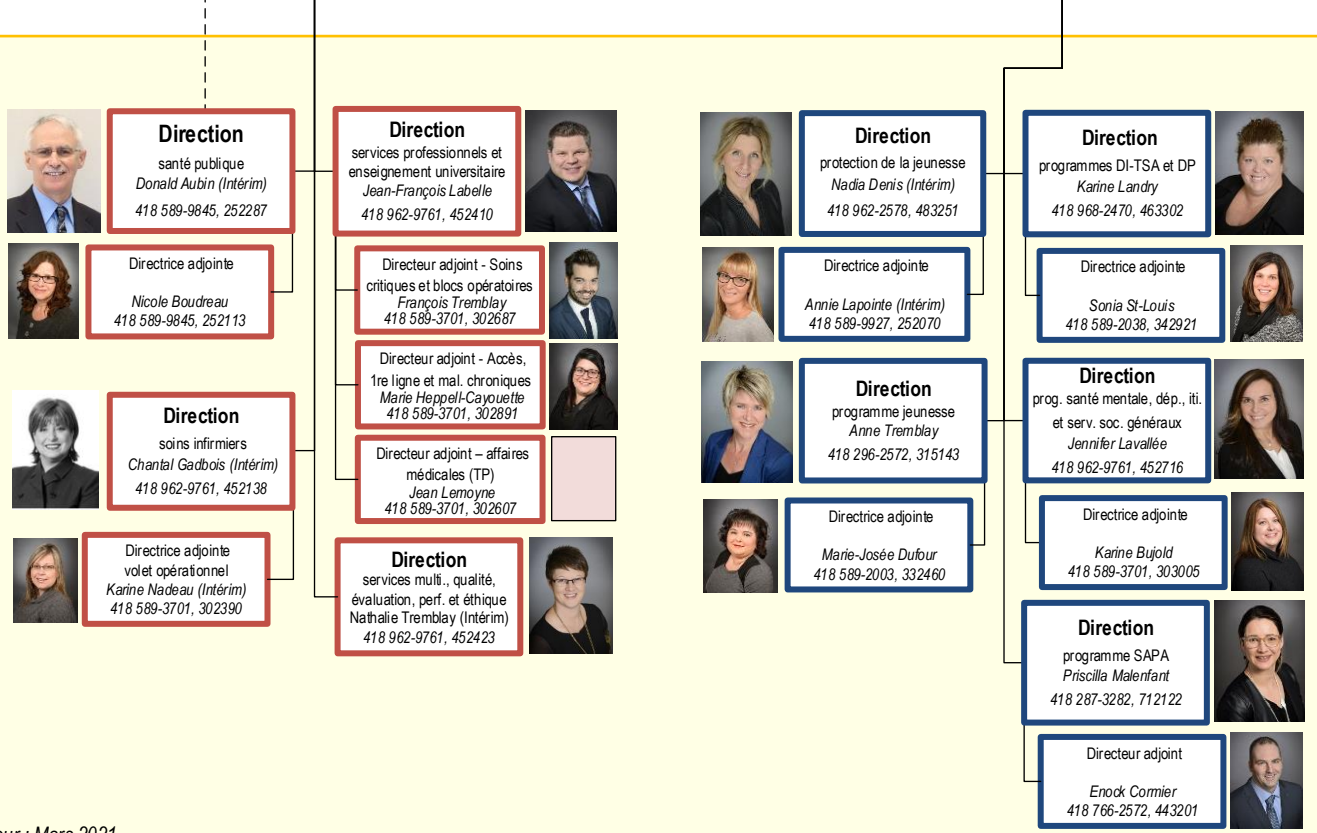 Direction
santé publique
Donald Aubin (Intérim)
418 589-9845, 252287
Directrice adjointe
Nicole Boudreau
418 589-9845, 252113
Direction
soins infirmiers
Chantal Gadbois (Intérim)
418 962-9761, 452138
Directrice adjointe
volet opérationnel
Karine Nadeau (Intérim)
418 589-3701, 302390
Direction
services professionnels et
enseignement universitaire
Jean-François Labelle
418 962-9761, 452410
Directeur adjoint - Soins
critiques et blocs opératoires
François Tremblay
418 589-3701, 302687
Directeur adjoint - Accès,
1re ligne et mal. chroniques
Marie Heppell-Cayouette
418 589-3701, 302891
Directeur adjoint – affaires
médicales (TP)
Jean Lemoyne
418 589-3701, 302607
Direction
services multi., qualité,
évaluation, perf. et éthique
Nathalie Tremblay (Intérim)
418 962-9761, 452423
Direction
protection de la jeunesse
Nadia Denis (Intérim)
418 962-2578, 483251
Directrice adjointe
Annie Lapointe (Intérim)
418 589-9927, 252070
Direction
programme jeunesse
Anne Tremblay
418 296-2572, 315143
Directrice adjointe
Marie-Josée Dufour
418 589-2003, 332460
Direction
programmes DI-TSA et DP
Karine Landry
418 968-2470, 463302
Directrice adjointe
Sonia St-Louis
418 589-2038, 342921
Direction
prog. santé mentale, dép., iti.
et serv. soc. généraux
Jennifer Lavallée
418 962-9761, 452716
Directrice adjointe
Karine Bujold
418 589-3701, 303005
Direction
programme SAPA
Priscilla Malenfant
418 287-3282, 712122
Directeur adjoint
Enock Cormier
418 766-2572, 443201
: Mars 2021